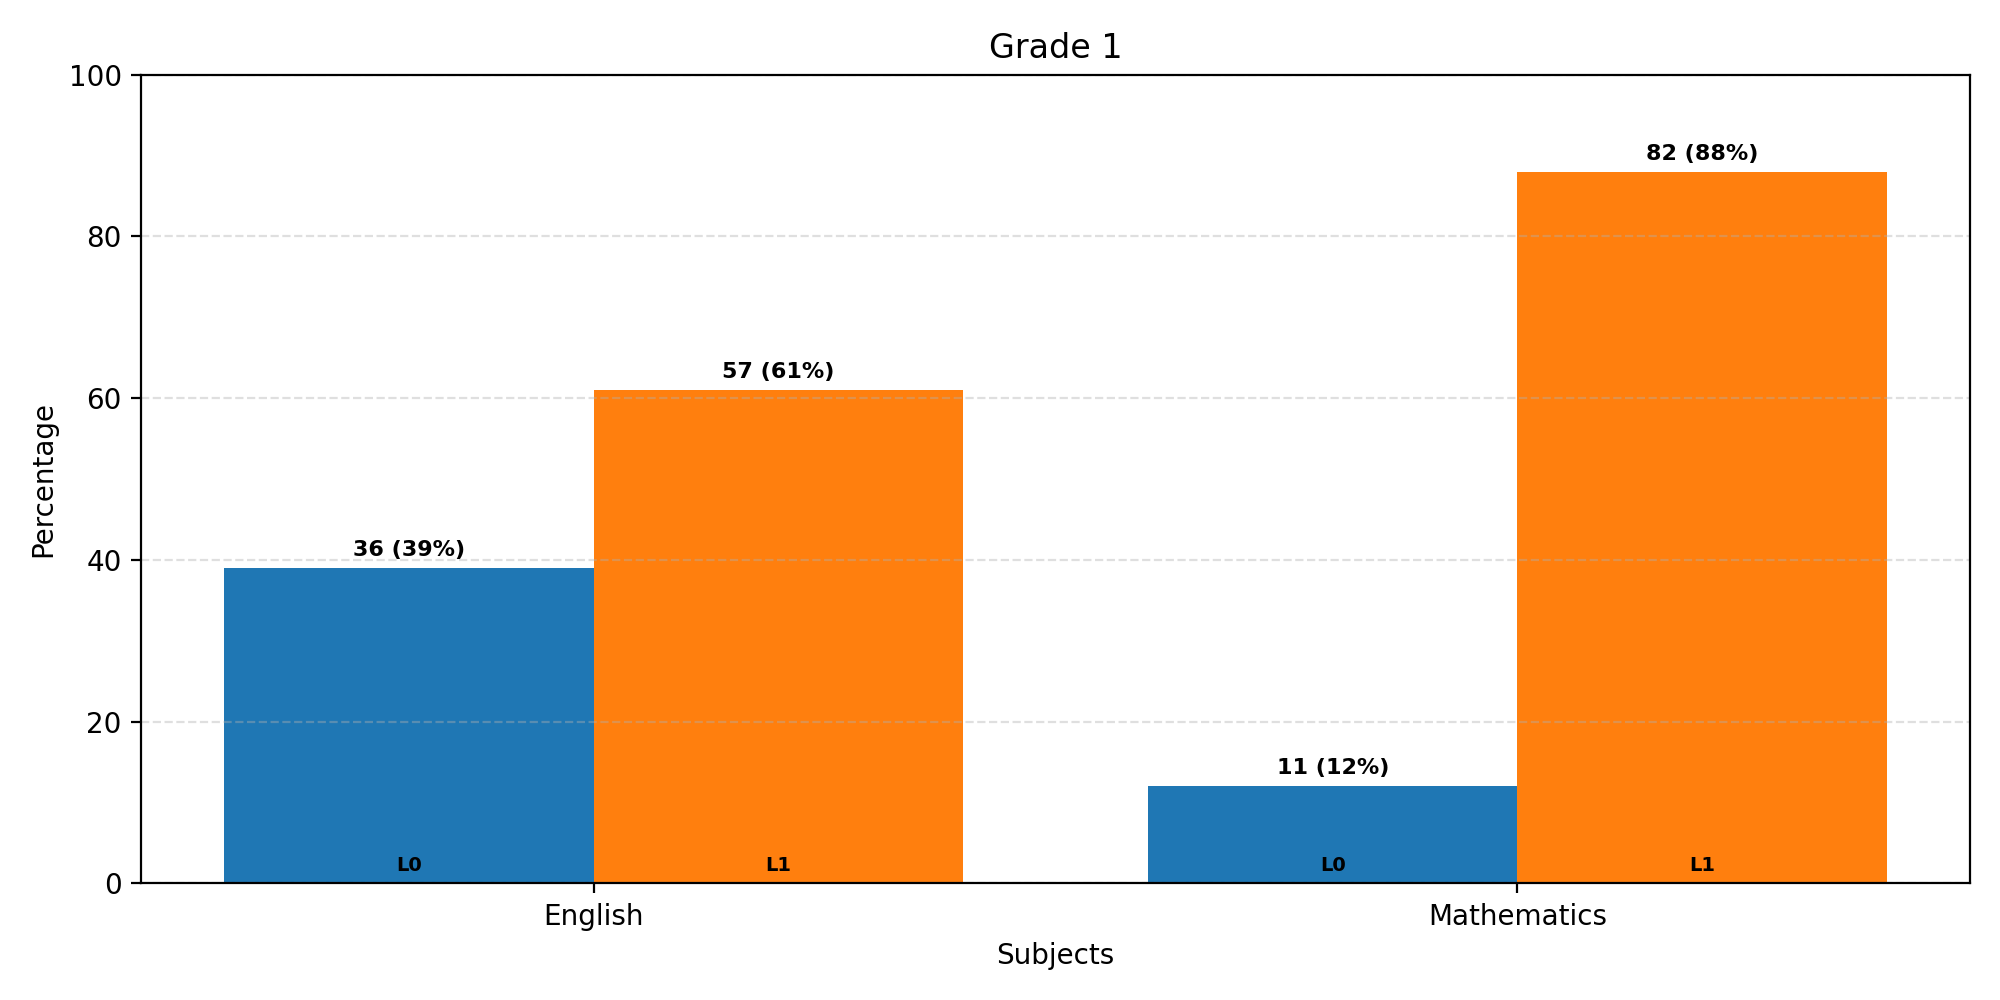 Grade 1
Percentage
100
80
60
40
20
0
36 (39%)
57 (61%)
11 (12%)
82 (88%)
L0
L1
L0
L1
English
Mathematics
Subjects